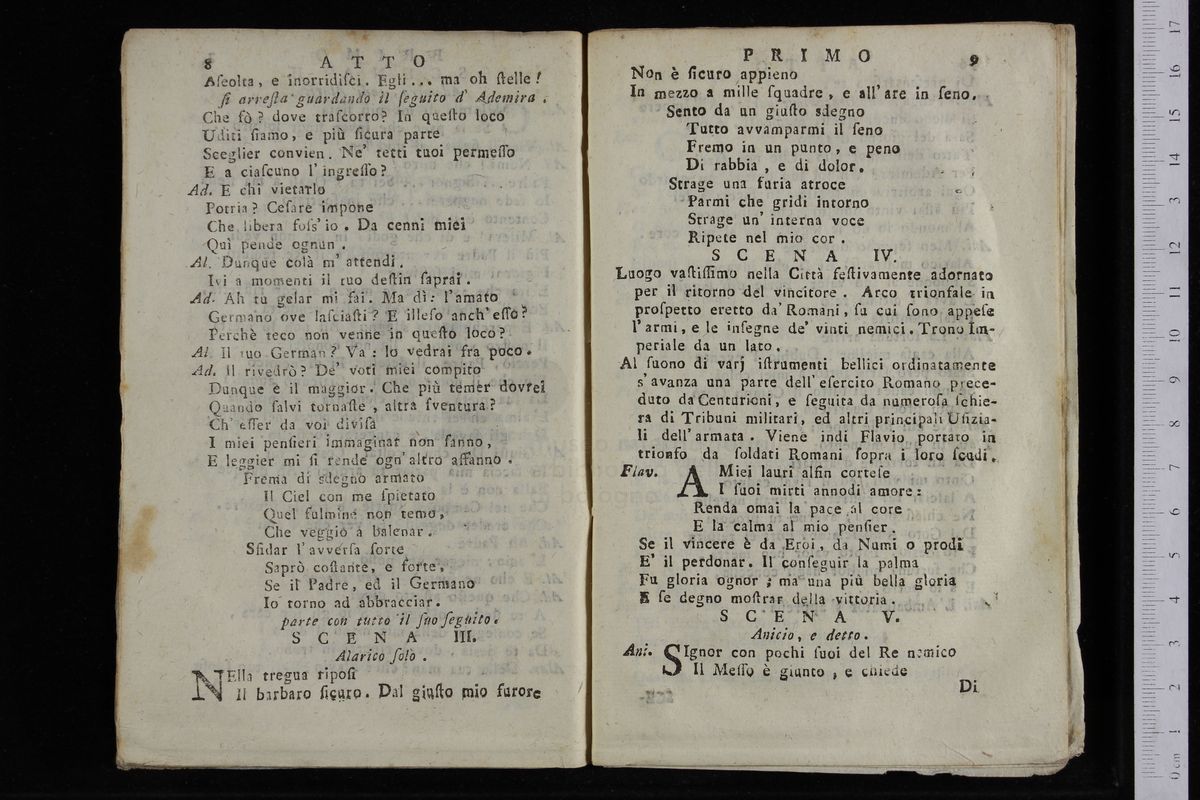 8 A T T O
Aſcolta, e inorridiſci. Egli... ma oh ſtelle!
ſi arreſta guardando il ſeguito d' Ademira.
Che fò? dove traſcorro? In queſto loco
Uditi ſiamo, e più ſicura parte
Sceglier convien. Ne' tetti tuoi permeſſo
E a ciaſcuno l' ingreſſo?
Ad. E chi vietarlo
Potria? Ceſare impone
Che libera foſs' io. Da cenni miei
Quì pende ognun.
Al. Dunque colà m' attendi.
Ivi a momenti il tuo deſtin ſaprai.
Ad. Ah tu gelar mi fai. Ma dì: l' amato
Germano ove laſciaſti? E illeſo anch' eſſo?
Perchè teco non venne in queſto loco?
Al. Il tuo German? Va: lo vedrai fra poco.
Ad. Il rivedrò? De' voti miei compito
Dunque è il maggior. Che più temer dovrei
Quando ſalvi tornaſte, altra ſventura?
Ch' eſſer da voi diviſa
I miei penſieri immaginar non ſanno,
E leggier mi ſi rende ogn' altro affanno.
Frema di sdegno armato
Il Ciel con me ſpietato
Quel fulmine non temo,
Che veggiò a balenar.
Sfidar l' avverſa ſorte
Saprò coſtante, e forte,
Se il Padre, ed il Germano
Io torno ad abbracciar.
parte con tutto il ſuo ſeguito.
S C E N A III.
Alarico ſolo.
NElla tregua ripoſi
Il barbaro ſicuro. Dal giuſto mio furore
P R I M O 9
Non è ſicuro appieno
In mezzo a mille ſquadre, e all' are in ſeno.
Sento da un giuſto sdegno
Tutto avvamparmi il ſeno
Fremo in un punto, e peno
Di rabbia, e di dolor.
Strage una furia atroce
Parmi che gridi intorno
Strage un' interna voce
Ripete nel mio cor.
S C E N A IV.
Luogo vaſtiſſimo nella Città feſtivamente adornato
per il ritorno del vincitore. Arco trionfale in
proſpetto eretto da' Romani, ſu cui ſono appeſe
l' armi, e le inſegne de' vinti nemici. Trono Im-
periale da un lato.
Al ſuono di varj iſtrumenti bellici ordinatamente
s' avanza una parte dell' eſercito Romano prece-
duto da Centurioni, e ſeguita da numeroſa ſchie-
ra di Tribuni militari, ed altri principali Ufizia-
li dell' armata. Viene indi Flavio portato in
trionfo da ſoldati Romani ſopra i loro ſcudi.
Flav. A Miei lauri alfin corteſe
I ſuoi mirti annodi amore:
Renda omai la pace al core
E la calma al mio penſier.
Se il vincere è da Eroi, da Numi o prodi
E' il perdonar. Il conſeguir la palma
Fu gloria ognor; ma una più bella gloria
E ſe degno moſtrar della vittoria.
S C E N A V.
Anicio, e detto.
Ani. SIgnor con pochi ſuoi del Re nemico
Il Meſſo è giunto, e chiede
Di